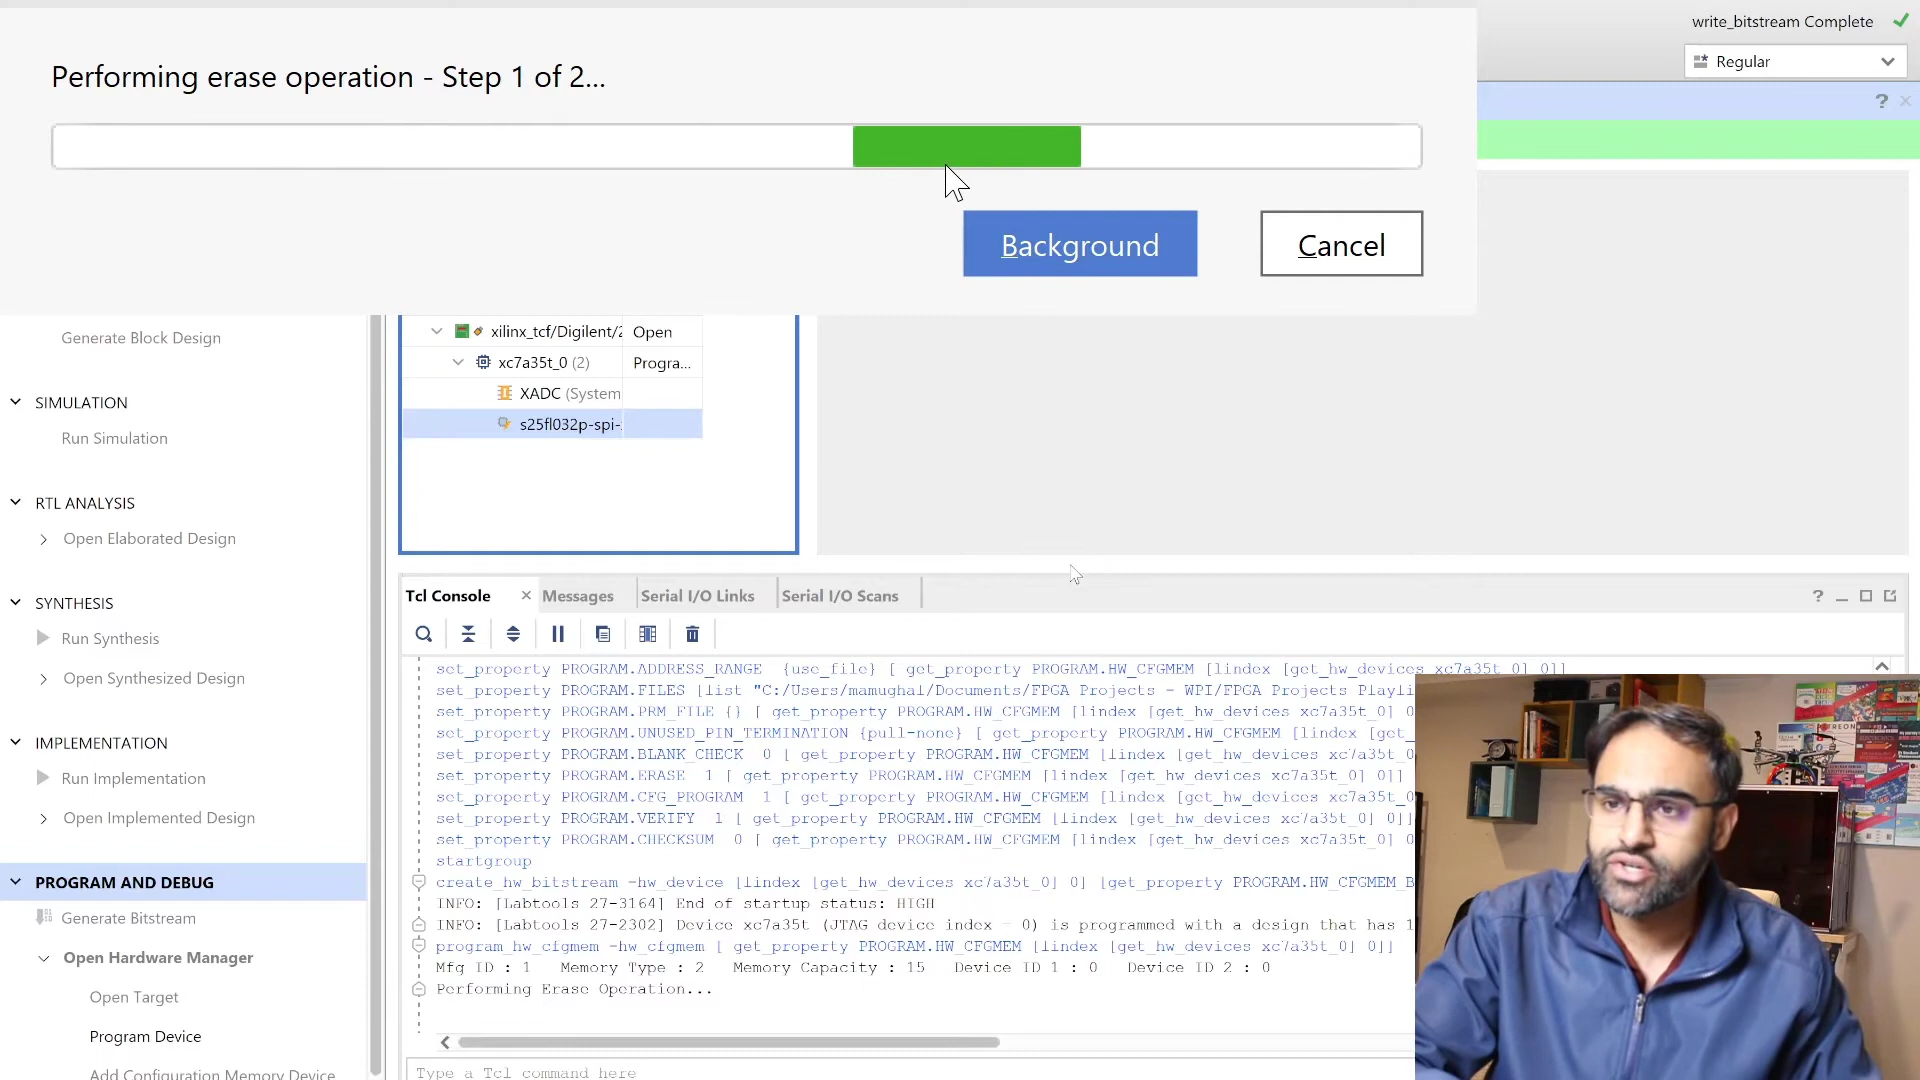 write_bitstream Complete
Regular
Performing erase operation - Step 1 of 2...
Background
Cancel
Generate Block Design
SIMULATION
Run Simulation
RTL ANALYSIS
Open Elaborated Design
SYNTHESIS
Run Synthesis
Open Synthesized Design
IMPLEMENTATION
Run Implementation
Open Implemented Design
PROGRAM AND DEBUG
Generate Bitstream
Open Hardware Manager
Open Target
Program Device
Add Configuration Memory Device
xilinx_tcf/Digilent/2 Open
xc7a35t_0 (2) Progra...
XADC (System
s25fl032p-spi-
Tcl Console Messages Serial I/O Links Serial I/O Scans
set_property PROGRAM.ADDRESS_RANGE {use_file} [ get_property PROGRAM.HW_CFGMEM [lindex [get_hw_devices xc7a35t_0] 0]]
set_property PROGRAM.FILES [list "C:/Users/mamughal/Documents/FPGA Projects - WPI/FPGA Projects Playli
set_property PROGRAM.PRM_FILE {} [ get_property PROGRAM.HW_CFGMEM [lindex [get_hw_devices xc7a35t_0] 0
set_property PROGRAM.UNUSED_PIN_TERMINATION {pull-none} [ get_property PROGRAM.HW_CFGMEM [lindex [get_
set_property PROGRAM.BLANK_CHECK 0 [ get_property PROGRAM.HW_CFGMEM [lindex [get_hw_devices xc7a35t_0] 0
set_property PROGRAM.ERASE 1 [ get_property PROGRAM.HW_CFGMEM [lindex [get_hw_devices xc7a35t_0] 0]]
set_property PROGRAM.CFG_PROGRAM 1 [ get_property PROGRAM.HW_CFGMEM [lindex [get_hw_devices xc7a35t_0
set_property PROGRAM.VERIFY 1 [ get_property PROGRAM.HW_CFGMEM [lindex [get_hw_devices xc7a35t_0] 0]]
set_property PROGRAM.CHECKSUM 0 [ get_property PROGRAM.HW_CFGMEM [lindex [get_hw_devices xc7a35t_0] 0
startgroup
create_hw_bitstream -hw_device [lindex [get_hw_devices xc7a35t_0] 0] [get_property PROGRAM.HW_CFGMEM_B
INFO: [Labtools 27-3164] End of startup status: HIGH
INFO: [Labtools 27-2302] Device xc7a35t (JTAG device index = 0) is programmed with a design that has 1
program_hw_cfgmem -hw_cfgmem [ get_property PROGRAM.HW_CFGMEM [lindex [get_hw_devices xc7a35t_0] 0]]
Mfg ID : 1 Memory Type : 2 Memory Capacity : 15 Device ID 1 : 0 Device ID 2 : 0
Performing Erase Operation...
Type a Tcl command here